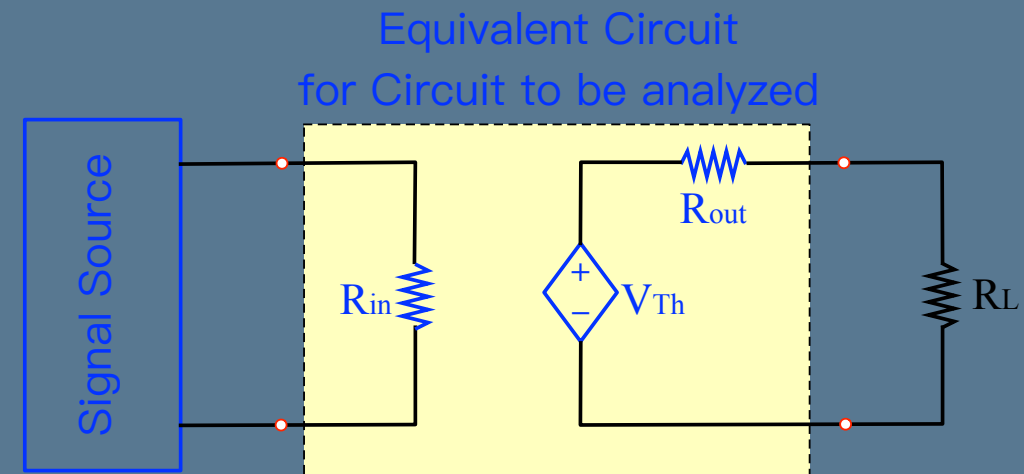 Equivalent Circuit
for Circuit to be analyzed
Signal Source
Rin
+
−
VTh
Rout
RL